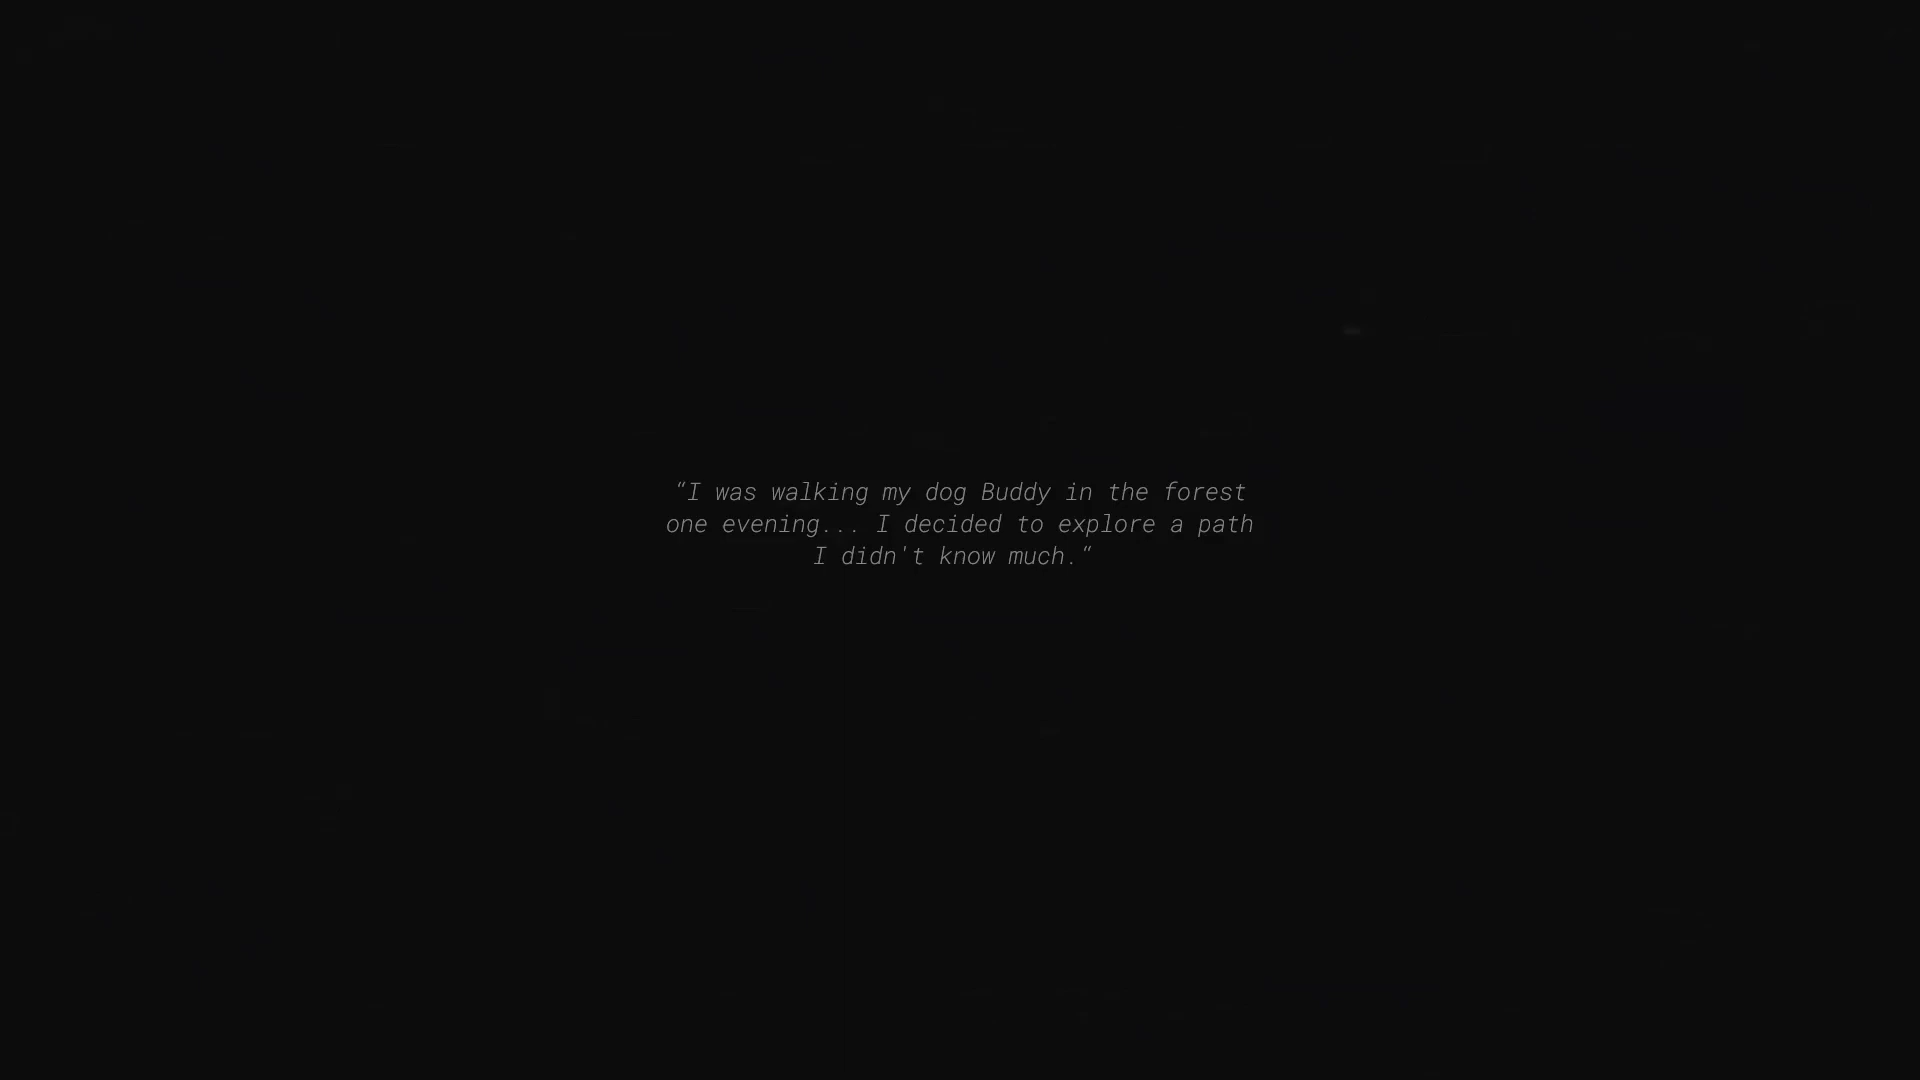 “I was walking my dog Buddy in the forest
one evening... I decided to explore a path
I didn't know much.“